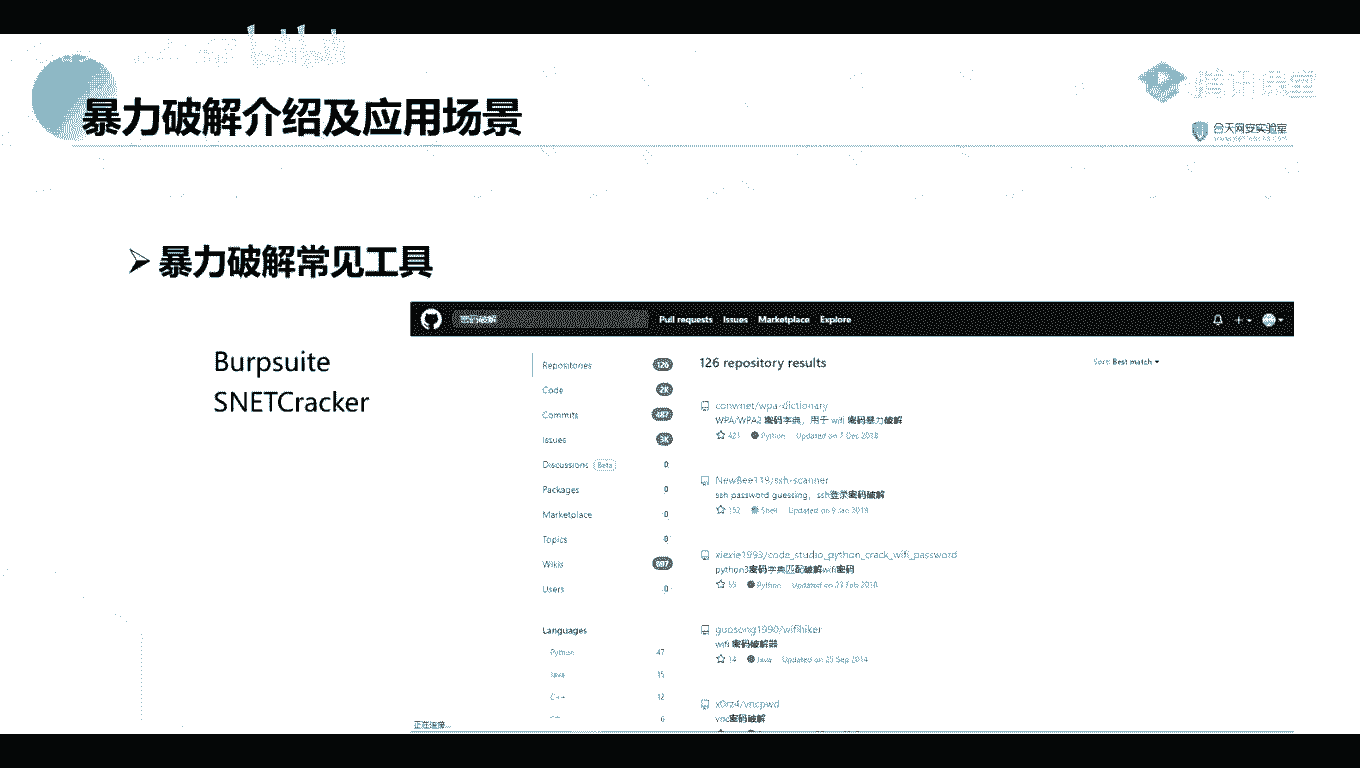 暴力破解介绍及应用场景
腾讯课堂
合天网安实验室
暴力破解常见工具
Burpsuite
SNETCracker
密码破解
Pull requests Issues Marketplace Explore
Repositories 126
Code 2K
Commits 487
Issues 3K
Discussions Beta 0
Packages 0
Marketplace 0
Topics 0
Wikis 897
Users 0
Languages
Python 47
Java 15
C++ 12
6
126 repository results
Sort: Best match
conwnet/wpa-dictionary
WPA/WPA2 密码字典，用于 wifi 密码暴力破解
421 Python Updated on 7 Dec 2018
NewBee119/ssh-scanner
ssh password guessing，ssh登录密码破解
152 Shell Updated on 9 Jan 2019
xiexie1993/code_studio_python_crack_wifi_password
python3密码字典匹配破解wifi密码
55 Python Updated on 23 Feb 2018
guosong1990/wifihiker
wifi 密码破解器
14 Java Updated on 25 Sep 2014
x0rz4/vncpwd
vnc密码破解
正在连接...